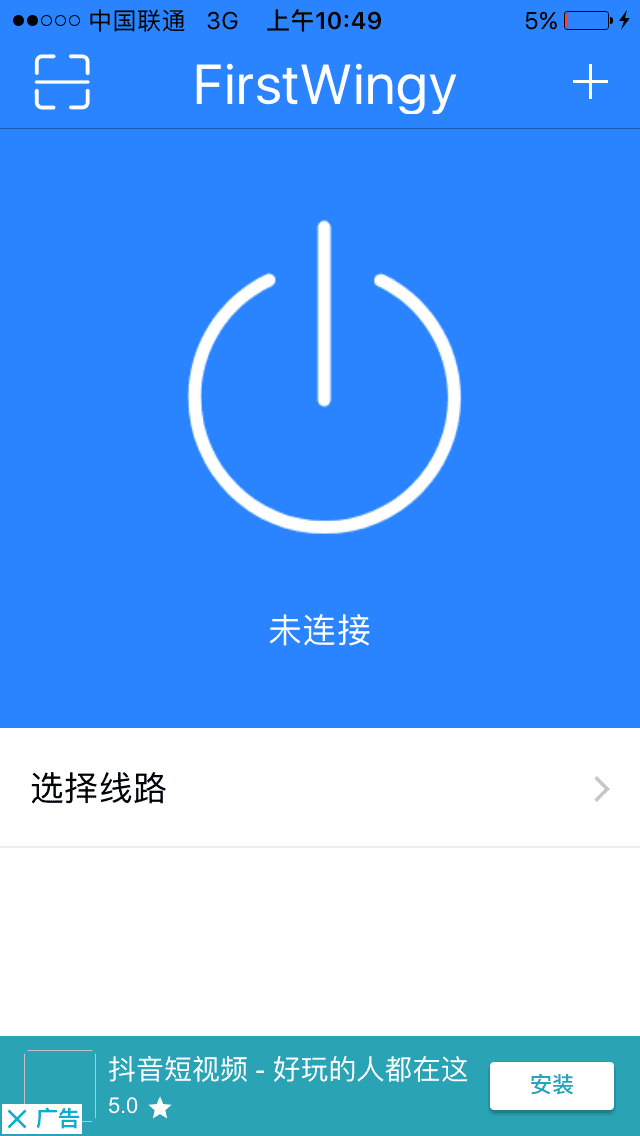 中国联通 3G 上午10:49 5%
FirstWingy
未连接
选择线路
抖音短视频 - 好玩的人都在这
5.0
安装
广告